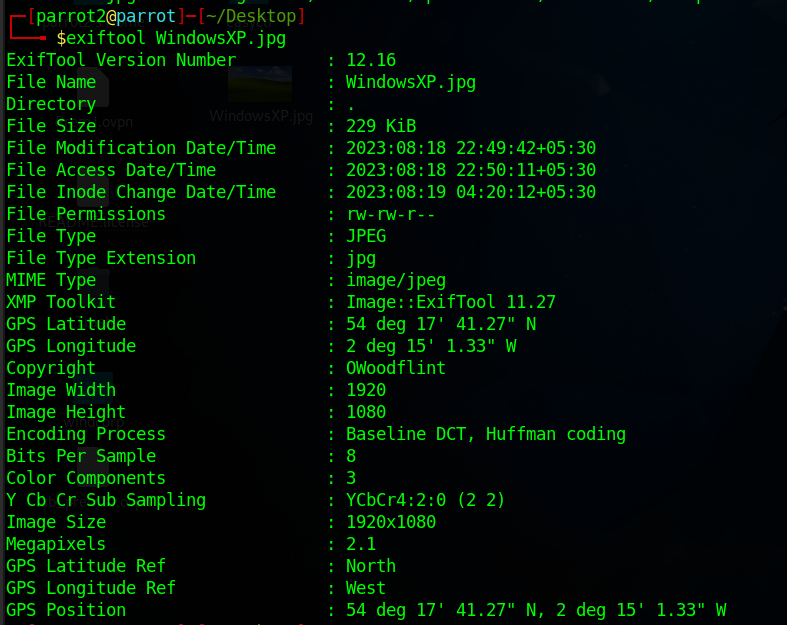 [parrot2@parrot]-[~/Desktop]
$exiftool WindowsXP.jpg
ExifTool Version Number : 12.16
File Name : WindowsXP.jpg
Directory : .
File Size : 229 KiB
File Modification Date/Time : 2023:08:18 22:49:42+05:30
File Access Date/Time : 2023:08:18 22:50:11+05:30
File Inode Change Date/Time : 2023:08:19 04:20:12+05:30
File Permissions : rw-rw-r--
File Type : JPEG
File Type Extension : jpg
MIME Type : image/jpeg
XMP Toolkit : Image::ExifTool 11.27
GPS Latitude : 54 deg 17' 41.27" N
GPS Longitude : 2 deg 15' 1.33" W
Copyright : OWoodflint
Image Width : 1920
Image Height : 1080
Encoding Process : Baseline DCT, Huffman coding
Bits Per Sample : 8
Color Components : 3
Y Cb Cr Sub Sampling : YCbCr4:2:0 (2 2)
Image Size : 1920x1080
Megapixels : 2.1
GPS Latitude Ref : North
GPS Longitude Ref : West
GPS Position : 54 deg 17' 41.27" N, 2 deg 15' 1.33" W
WindowsXP.jpg